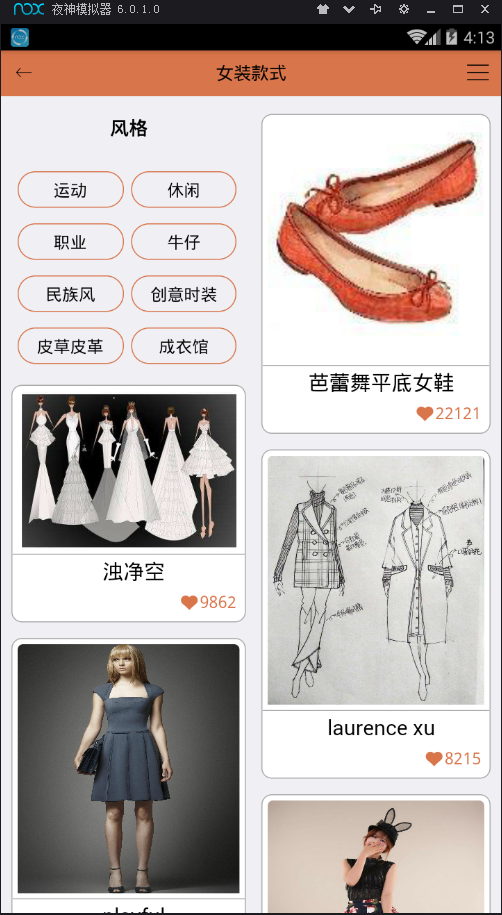 nox 夜神模拟器 6.0.1.0
4:13
女装款式
风格
运动
休闲
职业
牛仔
民族风
创意时装
皮草皮革
成衣馆
芭蕾舞平底女鞋
22121
浊净空
9862
laurence xu
8215